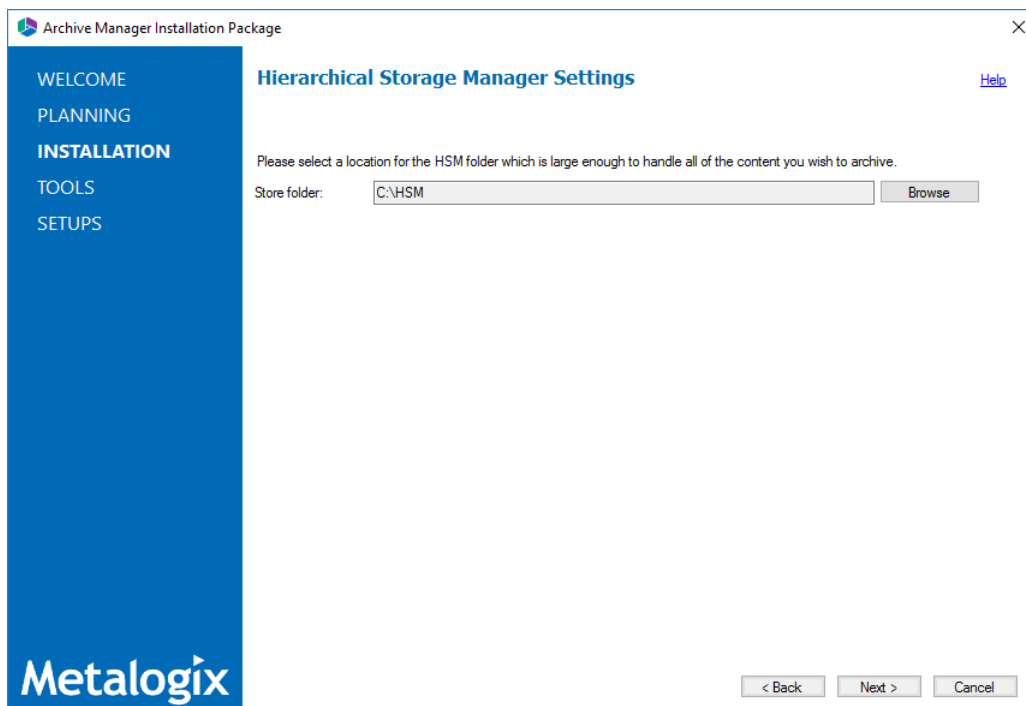 Archive Manager Installation Package
WELCOME
PLANNING
INSTALLATION
TOOLS
SETUPS
Hierarchical Storage Manager Settings
Help
Please select a location for the HSM folder which is large enough to handle all of the content you wish to archive.
Store folder: C:\HSM Browse
Metalogix
< Back Next > Cancel